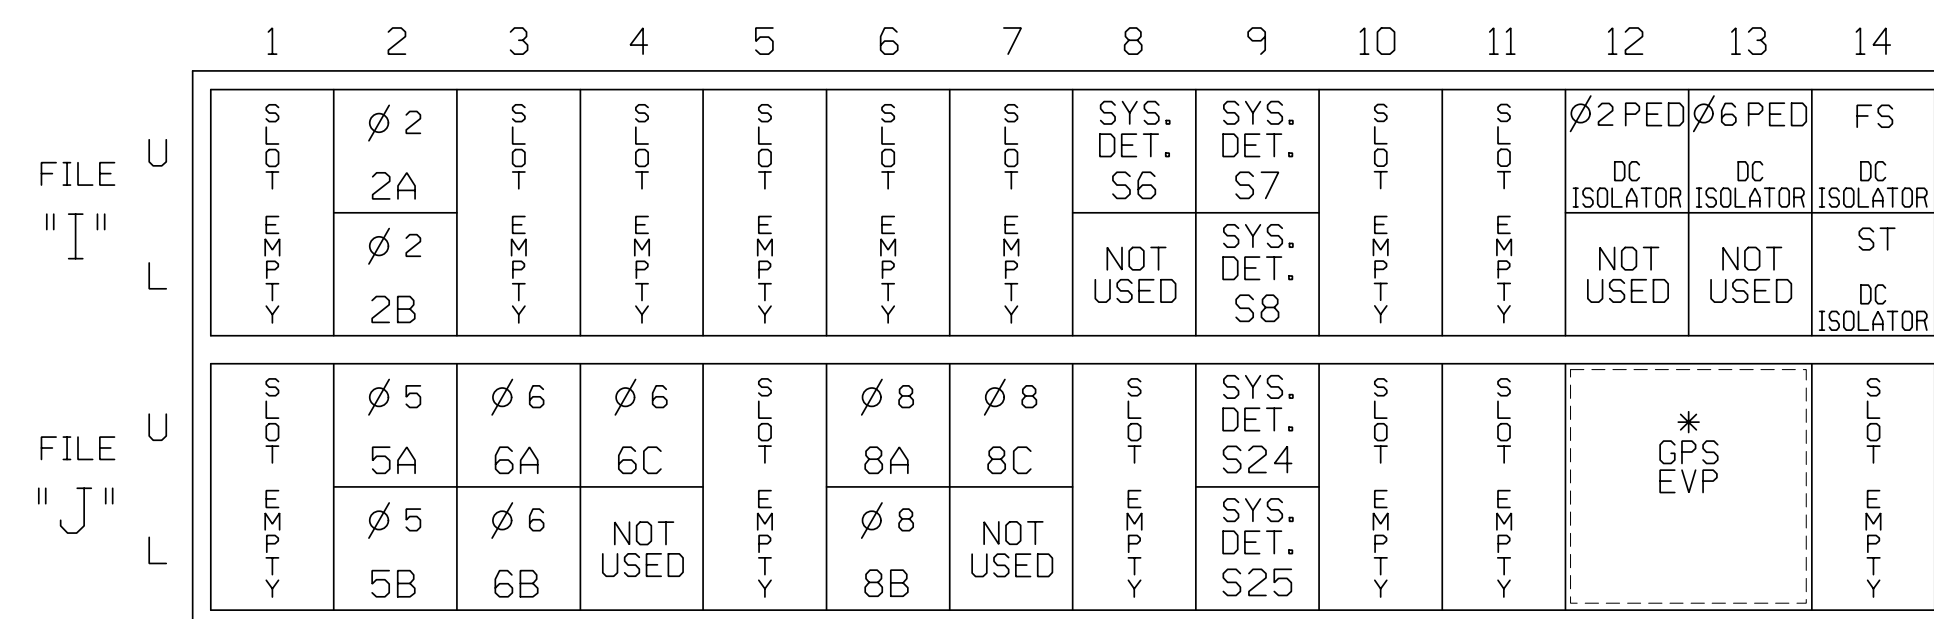 1 2 3 4 5 6 7 8 9 10 11 12 13 14
FILE "I"
U
L
SLOT EMPTY
Ø 2
2A
Ø 2
2B
SLOT EMPTY
SLOT EMPTY
SLOT EMPTY
SLOT EMPTY
SLOT EMPTY
SYS.
DET.
S6
NOT
USED
SYS.
DET.
S7
SYS.
DET.
S8
SLOT EMPTY
SLOT EMPTY
Ø2 PED
DC
ISOLATOR
NOT
USED
Ø6 PED
DC
ISOLATOR
NOT
USED
FS
DC
ISOLATOR
ST
DC
ISOLATOR
FILE "J"
U
L
SLOT EMPTY
Ø 5
5A
Ø 5
5B
Ø 6
6A
Ø 6
6B
Ø 6
6C
NOT
USED
SLOT EMPTY
Ø 8
8A
Ø 8
8B
Ø 8
8C
NOT
USED
SLOT EMPTY
SYS.
DET.
S24
SYS.
DET.
S25
SLOT EMPTY
SLOT EMPTY
*
GPS
EVP
SLOT EMPTY